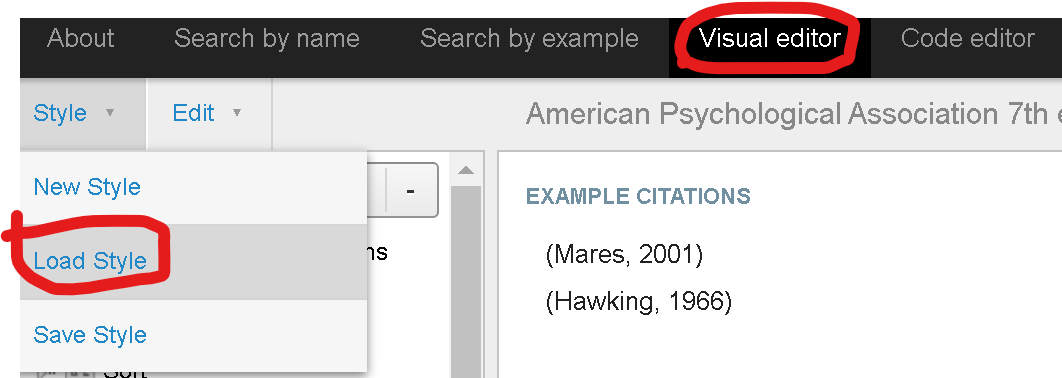 About Search by name Search by example Visual editor Code editor
Style Edit American Psychological Association 7th
New Style
EXAMPLE CITATIONS
Load Style
(Mares, 2001)
(Hawking, 1966)
Save Style
Sort